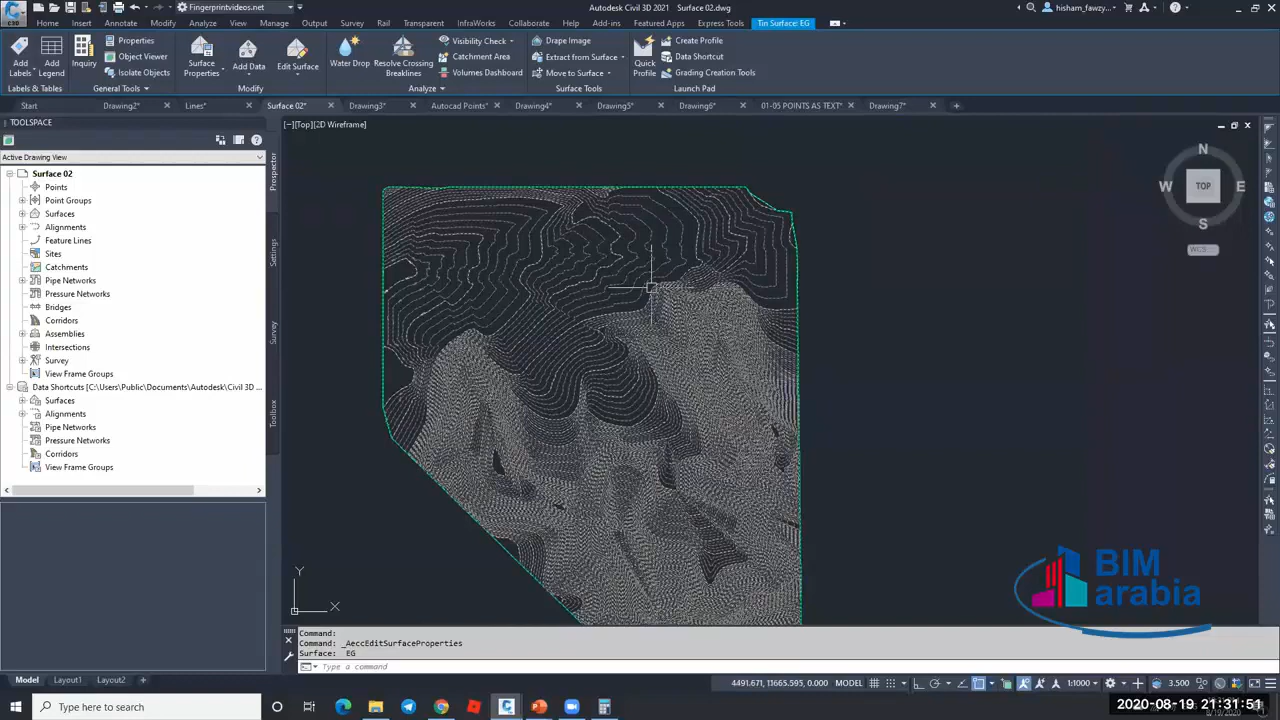 C3D
Fingerprintvideos.net
Autodesk Civil 3D 2021 Surface 02.dwg
hisham_fawzy...
Home Insert Annotate Modify Analyze View Manage Output Survey Rail Transparent InfraWorks Collaborate Help Add-ins Featured Apps Express Tools Tin Surface: EG
Add Labels
Add Legend
Inquiry
Properties
Object Viewer
Isolate Objects
Surface Properties
Add Data
Edit Surface
Water Drop
Resolve Crossing Breaklines
Visibility Check
Catchment Area
Volumes Dashboard
Drape Image
Extract from Surface
Move to Surface
Quick Profile
Create Profile
Data Shortcut
Grading Creation Tools
Labels & Tables General Tools Modify Analyze Surface Tools Launch Pad
Start Drawing2* Lines* Surface 02* Drawing3* Autocad Points* Drawing4* Drawing5* Drawing6* 01-05 POINTS AS TEXT* Drawing7*
TOOLSPACE
Active Drawing View
Surface 02
Points
Point Groups
Surfaces
Alignments
Feature Lines
Sites
Catchments
Pipe Networks
Pressure Networks
Bridges
Corridors
Assemblies
Intersections
Survey
View Frame Groups
Data Shortcuts [C:\Users\Public\Documents\Autodesk\Civil 3D ...
Surfaces
Alignments
Pipe Networks
Pressure Networks
Corridors
View Frame Groups
Prospector
Settings
Survey
Toolbox
[−][Top][2D Wireframe]
N
W TOP E
S
WCS
Y
X
BIM
arabia
Command:
Command: _AeccEditSurfaceProperties
Surface: EG
Type a command
Model Layout1 Layout2
4491.671, 11665.595, 0.000 MODEL 1:1000 3.500
Type here to search
2020-08-19 21:31:51